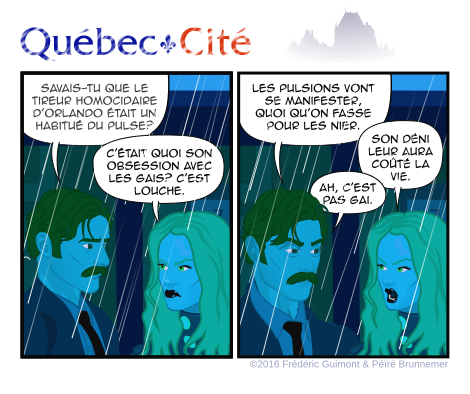 Québec⚜Cité
SAVAIS-TU QUE LE
TIREUR HOMOCIDAIRE
D'ORLANDO ÉTAIT UN
HABITUÉ DU PULSE?
C'ÉTAIT QUOI SON
OBSESSION AVEC
LES GAIS? C'EST
LOUCHE.
LES PULSIONS VONT
SE MANIFESTER,
QUOI QU'ON FASSE
POUR LES NIER.
AH, C'EST
PAS GAI.
SON DÉNI
LEUR AURA
COÛTÉ LA
VIE.
©2016 Frédéric Guimont & Péïré Brunnemer